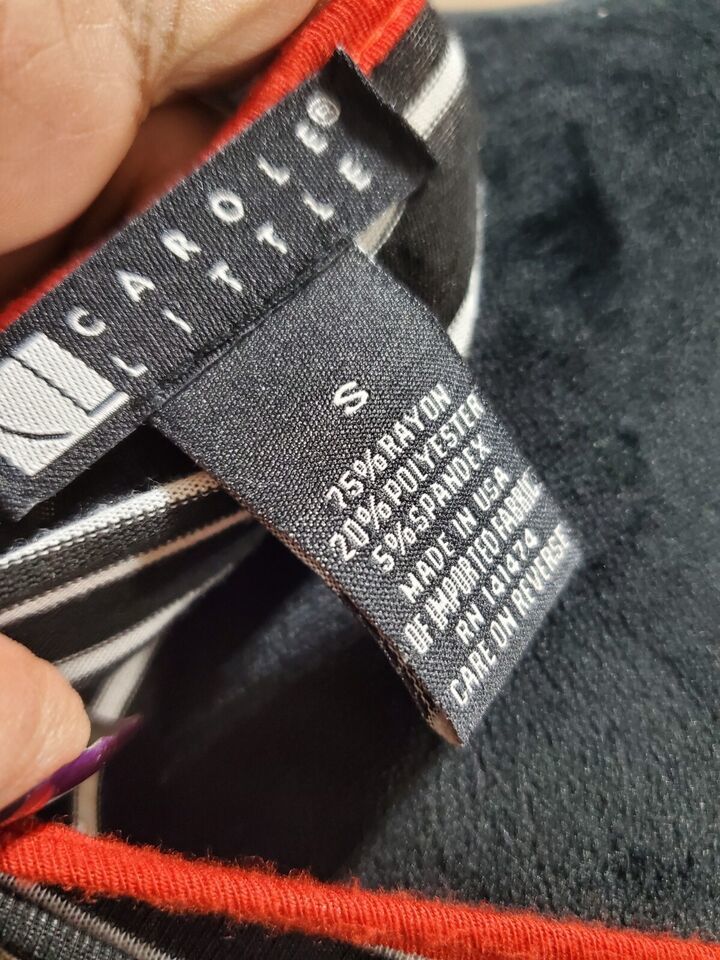 CAROLE®
LITTLE
S
75% RAYON
20% POLYESTER
5% SPANDEX
MADE IN USA
OF IMPORTED FABRIC
RN 141474
CARE ON REVERSE